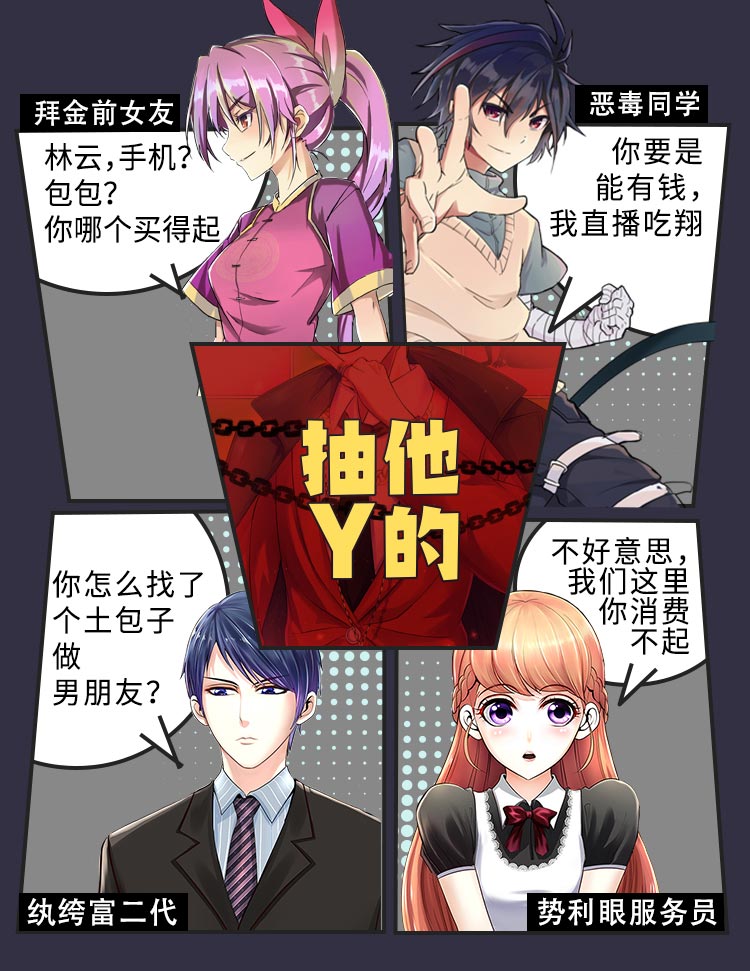 拜金前女友
林云，手机？
包包？
你哪个买得起
恶毒同学
你要是
能有钱，
我直播吃翔
抽他
Y的
你怎么找了
个土包子
做
男朋友？
纨绔富二代
不好意思，
我们这里
你消费
不起
势利眼服务员